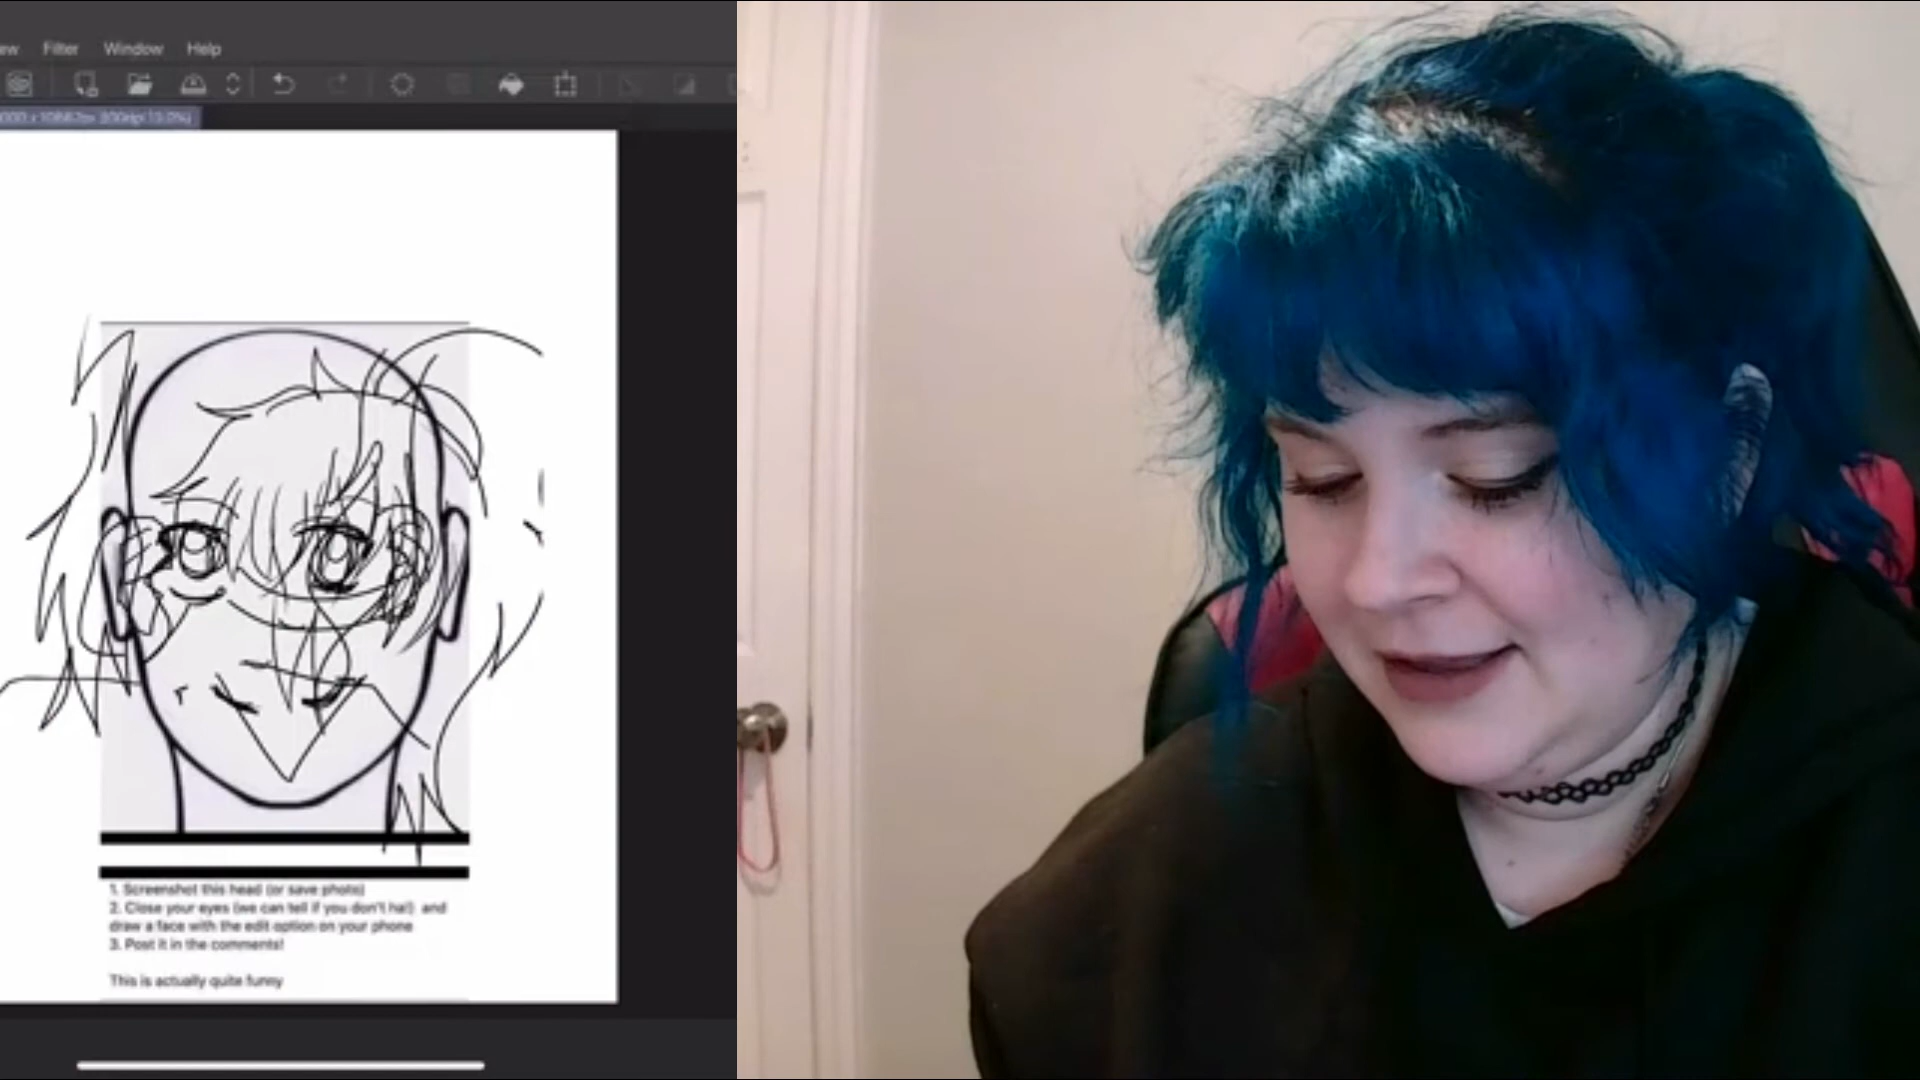 Filter Window Help
1. Screenshot this head (or save photo)
2. Close your eyes (we can tell if you don't ha!) and
draw a face with the edit option on your phone
3. Post it in the comments!
This is actually quite funny